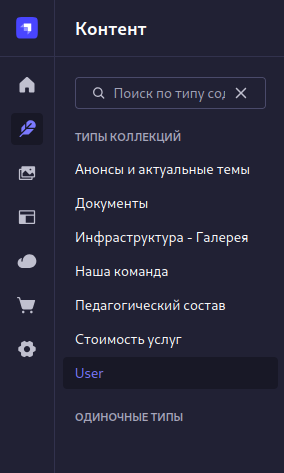 Контент
Поиск по типу сод
ТИПЫ КОЛЛЕКЦИЙ
Анонсы и актуальные темы
Документы
Инфраструктура - Галерея
Наша команда
Педагогический состав
Стоимость услуг
User
ОДИНОЧНЫЕ ТИПЫ